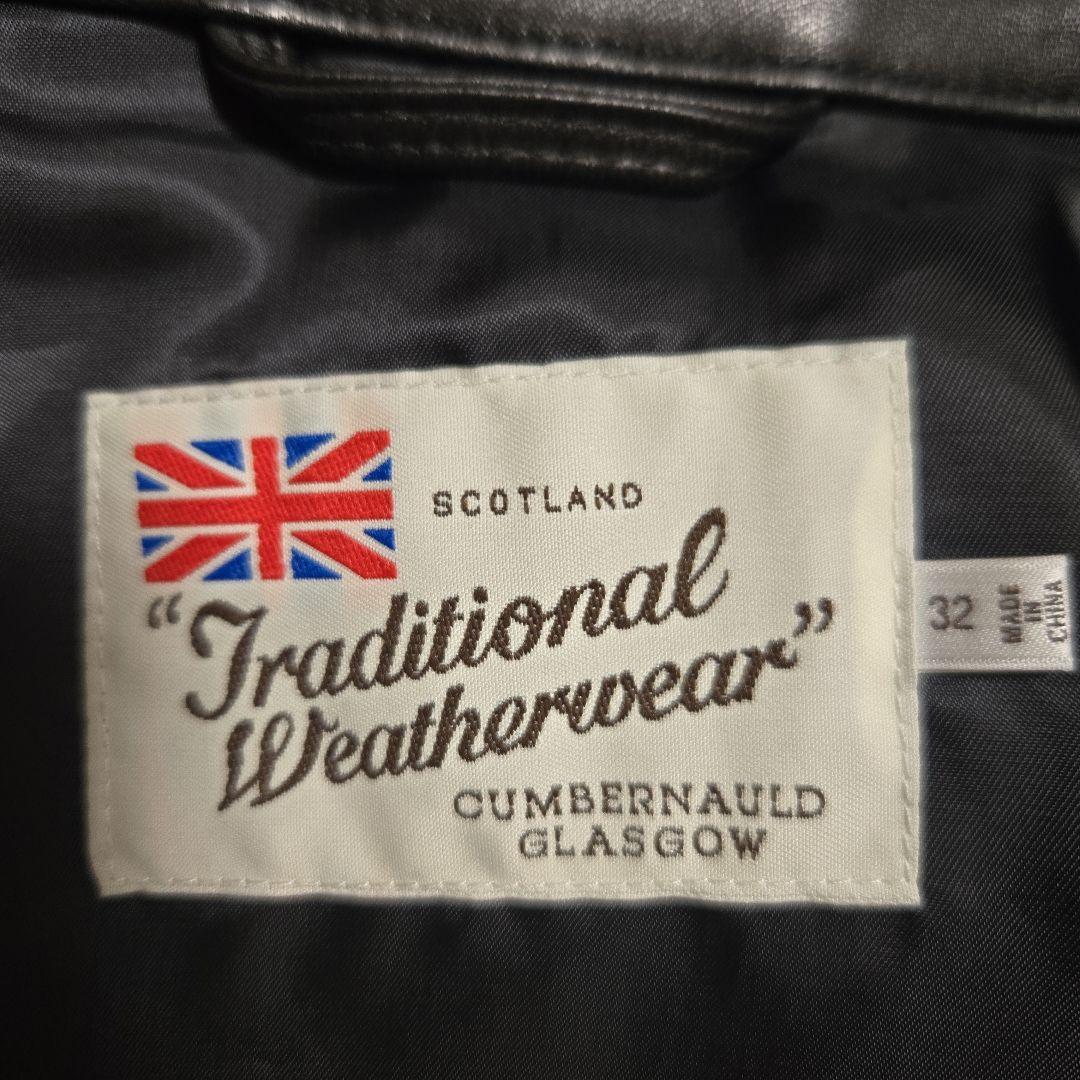 SCOTLAND
"Traditional
Weatherwear"
CUMBERNAULD
GLASGOW
32
MADE
IN
CHINA